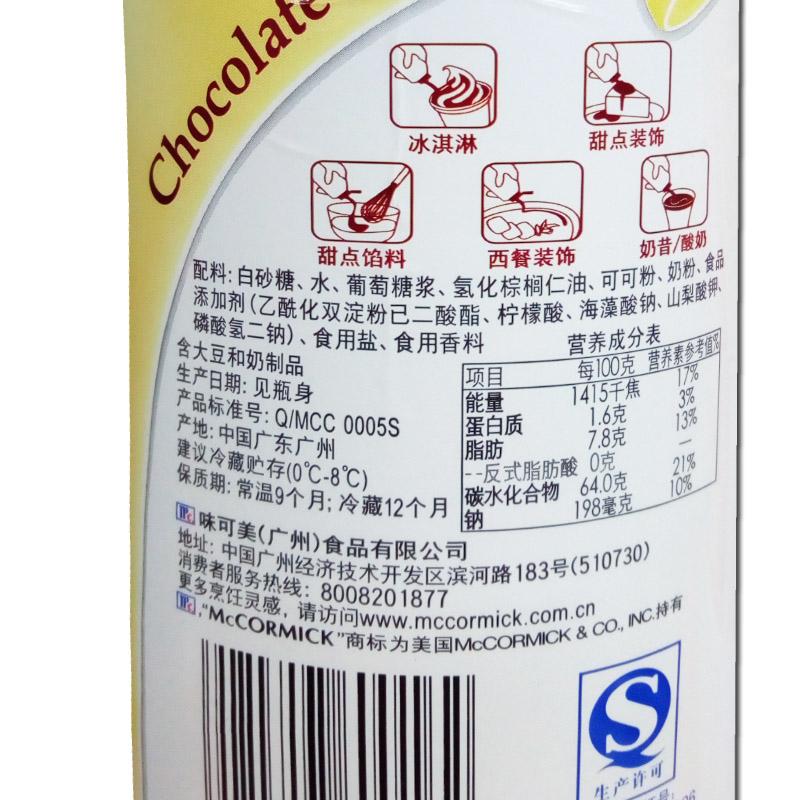 Chocolate
冰淇淋
甜点装饰
甜点馅料
西餐装饰
奶昔/酸奶
配料:白砂糖、水、葡萄糖浆、氢化棕榈仁油、可可粉、奶粉、食品
添加剂(乙酰化双淀粉已二酸酯、柠檬酸、海藻酸钠、山梨酸钾、
磷酸氢二钠)、食用盐、食用香料
含大豆和奶制品
生产日期:见瓶身
产品标准号:Q/MCC 0005S
产地:中国广东广州
建议冷藏贮存(0℃-8℃)
保质期:常温9个月;冷藏12个月
营养成分表
项目 每100克 营养素参考值%
能量 1415千焦 17%
蛋白质 1.6克 3%
脂肪 7.8克 13%
--反式脂肪酸 0克 —
碳水化合物 64.0克 21%
钠 198毫克 10%
味可美(广州)食品有限公司
地址:中国广州经济技术开发区滨河路183号(510730)
消费者服务热线:8008201877
更多烹饪灵感,请访问www.mccormick.com.cn
,"McCORMICK"商标为美国McCORMICK & CO., INC.持有
生产许可